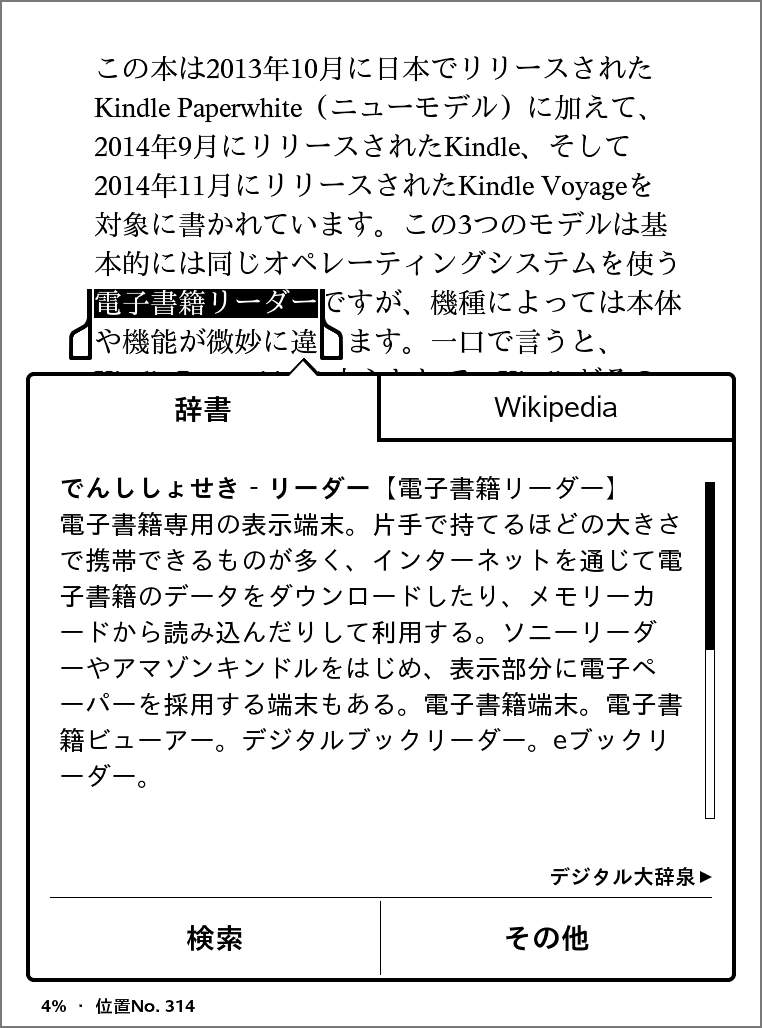 この本は2013年10月に日本でリリースされた
Kindle Paperwhite（ニューモデル）に加えて、
2014年9月にリリースされたKindle、そして
2014年11月にリリースされたKindle Voyageを
対象に書かれています。この3つのモデルは基
本的には同じオペレーティングシステムを使う
電子書籍リーダーですが、機種によっては本体
や機能が微妙に違 ます。一口で言うと、
辞書
Wikipedia
でんししょせき‐リーダー【電子書籍リーダー】
電子書籍専用の表示端末。片手で持てるほどの大きさ
で携帯できるものが多く、インターネットを通じて電
子書籍のデータをダウンロードしたり、メモリーカ
ードから読み込んだりして利用する。ソニーリーダ
ーやアマゾンキンドルをはじめ、表示部分に電子ペ
ーパーを採用する端末もある。電子書籍端末。電子書
籍ビューアー。デジタルブックリーダー。eブックリ
ーダー。
デジタル大辞泉▶
検索
その他
4% · 位置No. 314